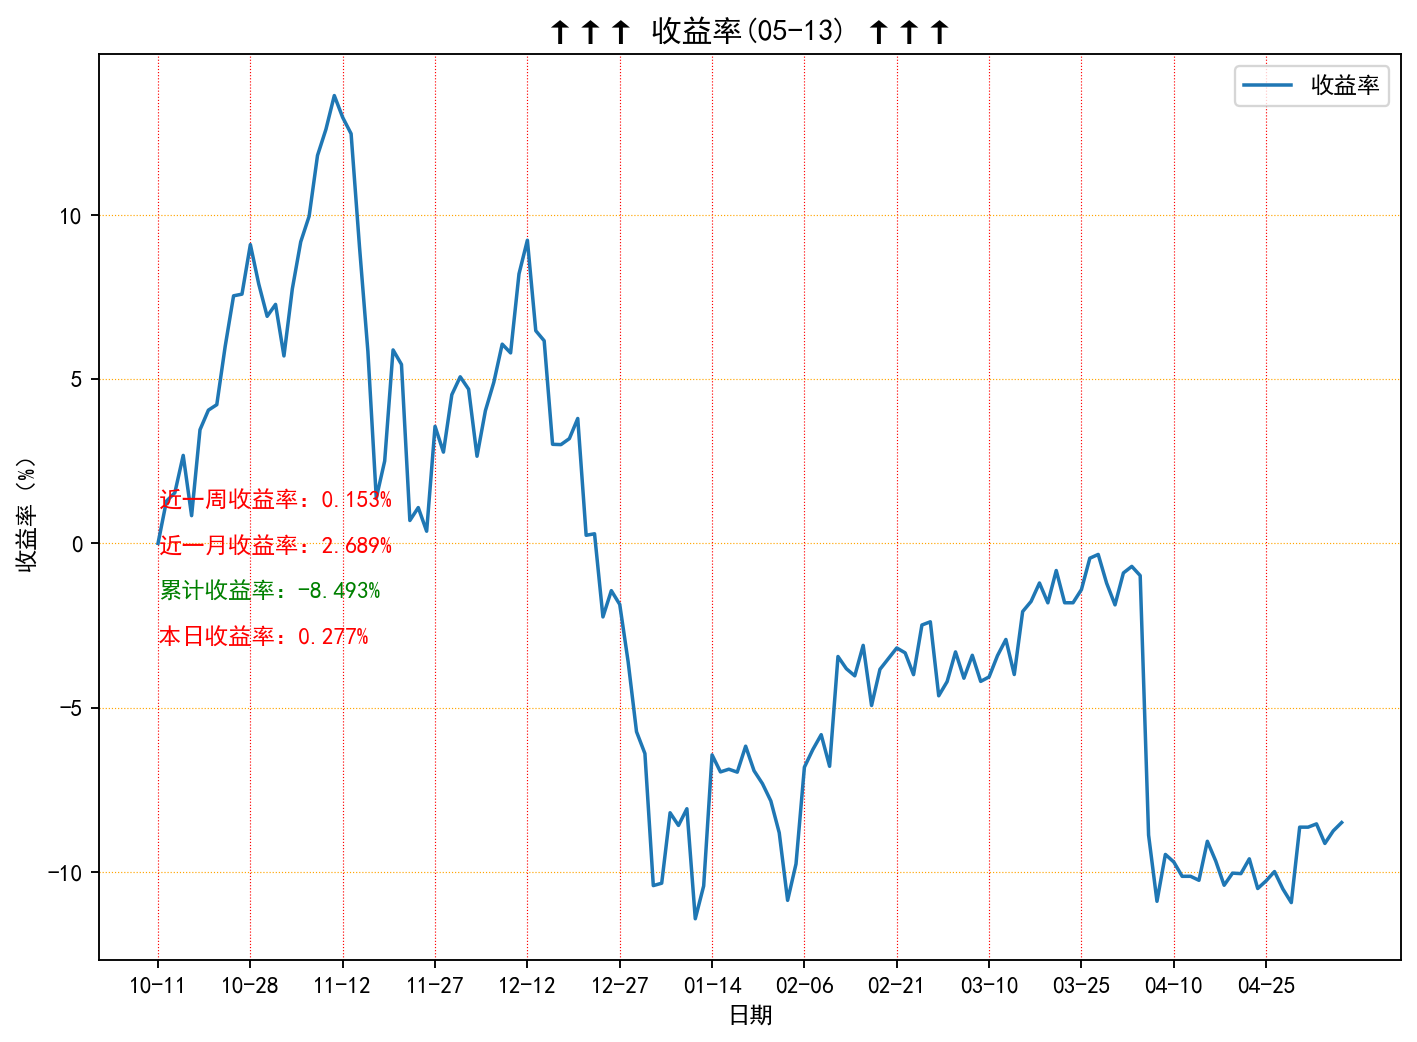 ↑↑↑ 收益率(05-13) ↑↑↑
收益率
10
5
0
-5
-10
收益率（%）
近一周收益率：0.153%
近一月收益率：2.689%
累计收益率：-8.493%
本日收益率：0.277%
10-11 10-28 11-12 11-27 12-12 12-27 01-14 02-06 02-21 03-10 03-25 04-10 04-25
日期